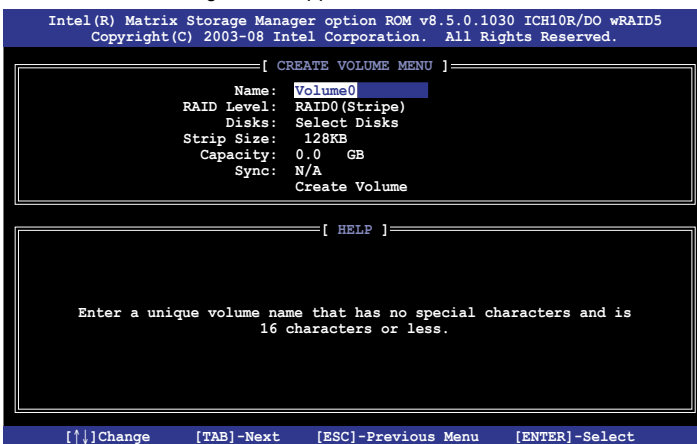 Intel(R) Matrix Storage Manager option ROM v8.5.0.1030 ICH10R/DO wRAID5
Copyright(C) 2003-08 Intel Corporation. All Rights Reserved.
[ CREATE VOLUME MENU ]
Name: Volume0
RAID Level: RAID0(Stripe)
Disks: Select Disks
Strip Size: 128KB
Capacity: 0.0 GB
Sync: N/A
Create Volume
[ HELP ]
Enter a unique volume name that has no special characters and is
16 characters or less.
[↑↓]Change [TAB]-Next [ESC]-Previous Menu [ENTER]-Select